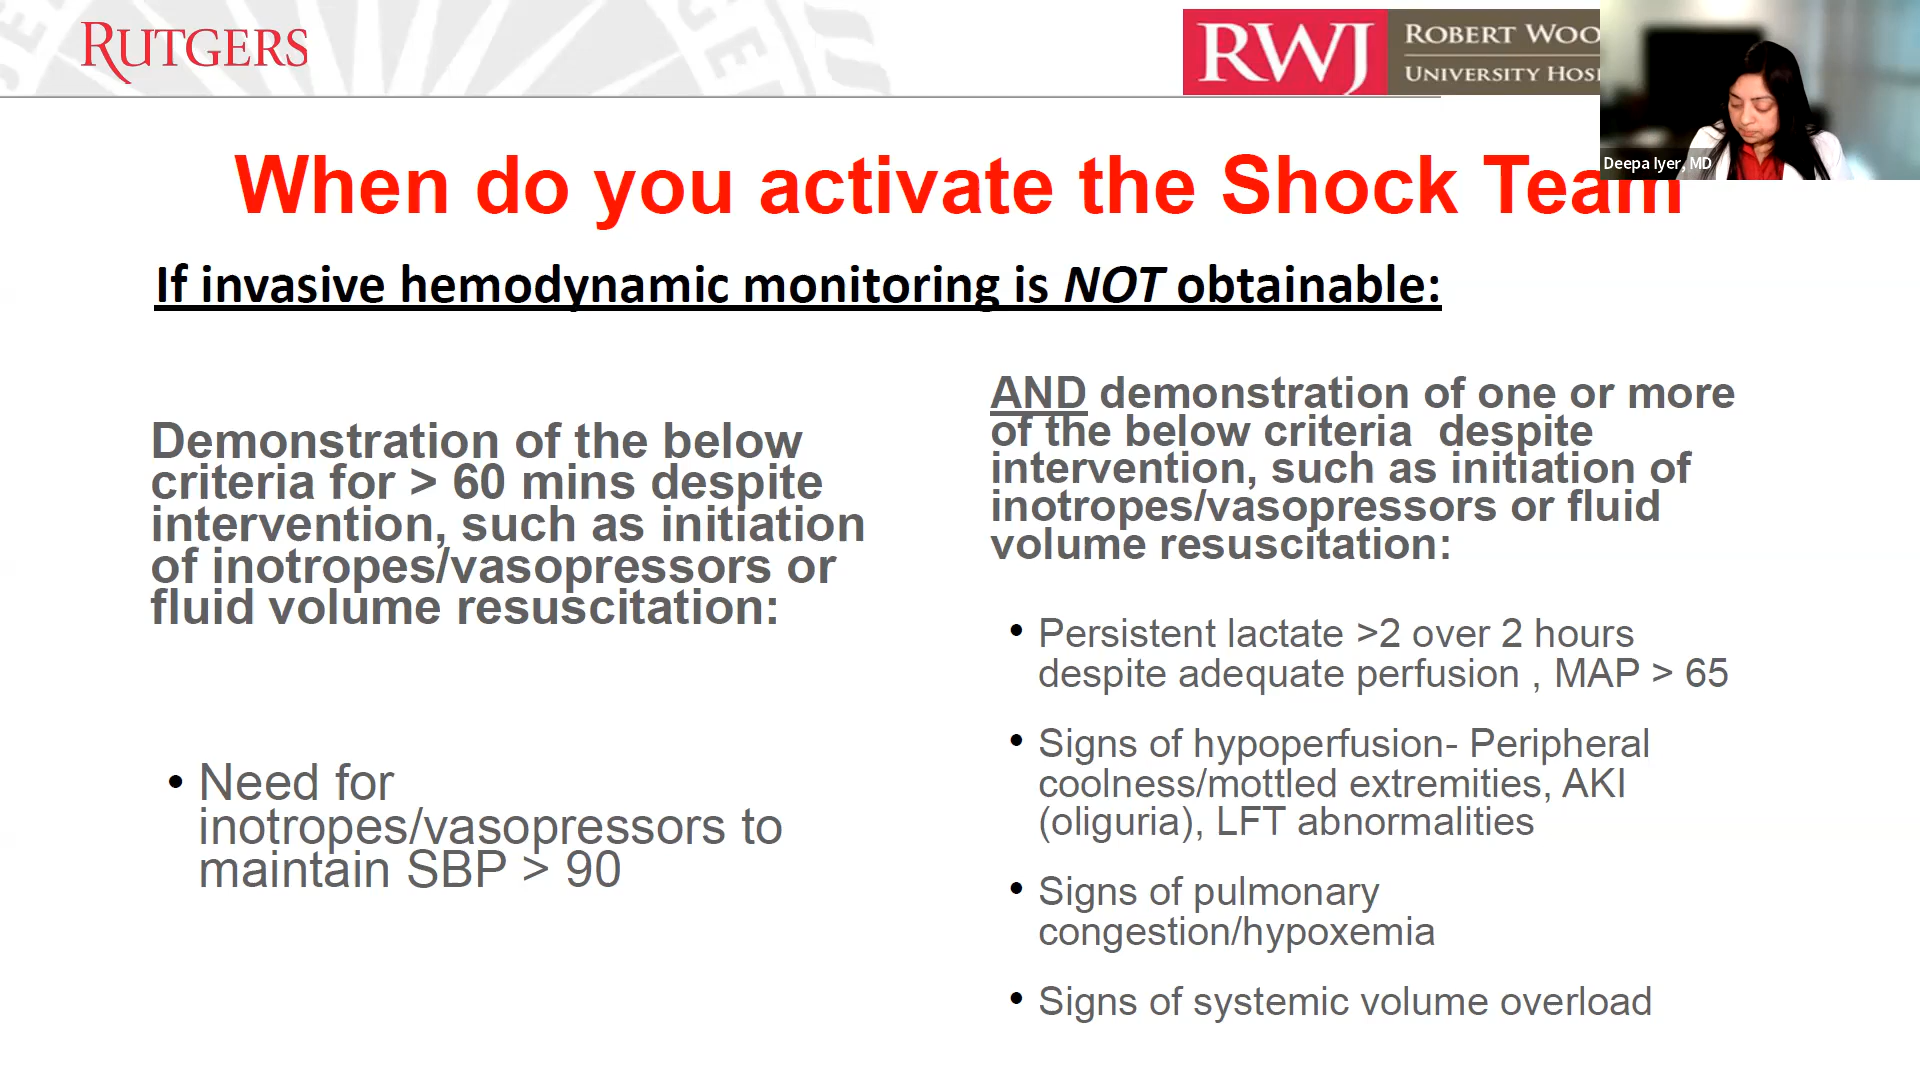 RUTGERS
RWJ
ROBERT WOO
UNIVERSITY HOSI
Deepa Iyer, MD
When do you activate the Shock Team
If invasive hemodynamic monitoring is NOT obtainable:
Demonstration of the below
criteria for > 60 mins despite
intervention, such as initiation
of inotropes/vasopressors or
fluid volume resuscitation:
• Need for
inotropes/vasopressors to
maintain SBP > 90
AND demonstration of one or more
of the below criteria despite
intervention, such as initiation of
inotropes/vasopressors or fluid
volume resuscitation:
• Persistent lactate >2 over 2 hours
despite adequate perfusion , MAP > 65
• Signs of hypoperfusion- Peripheral
coolness/mottled extremities, AKI
(oliguria), LFT abnormalities
• Signs of pulmonary
congestion/hypoxemia
• Signs of systemic volume overload